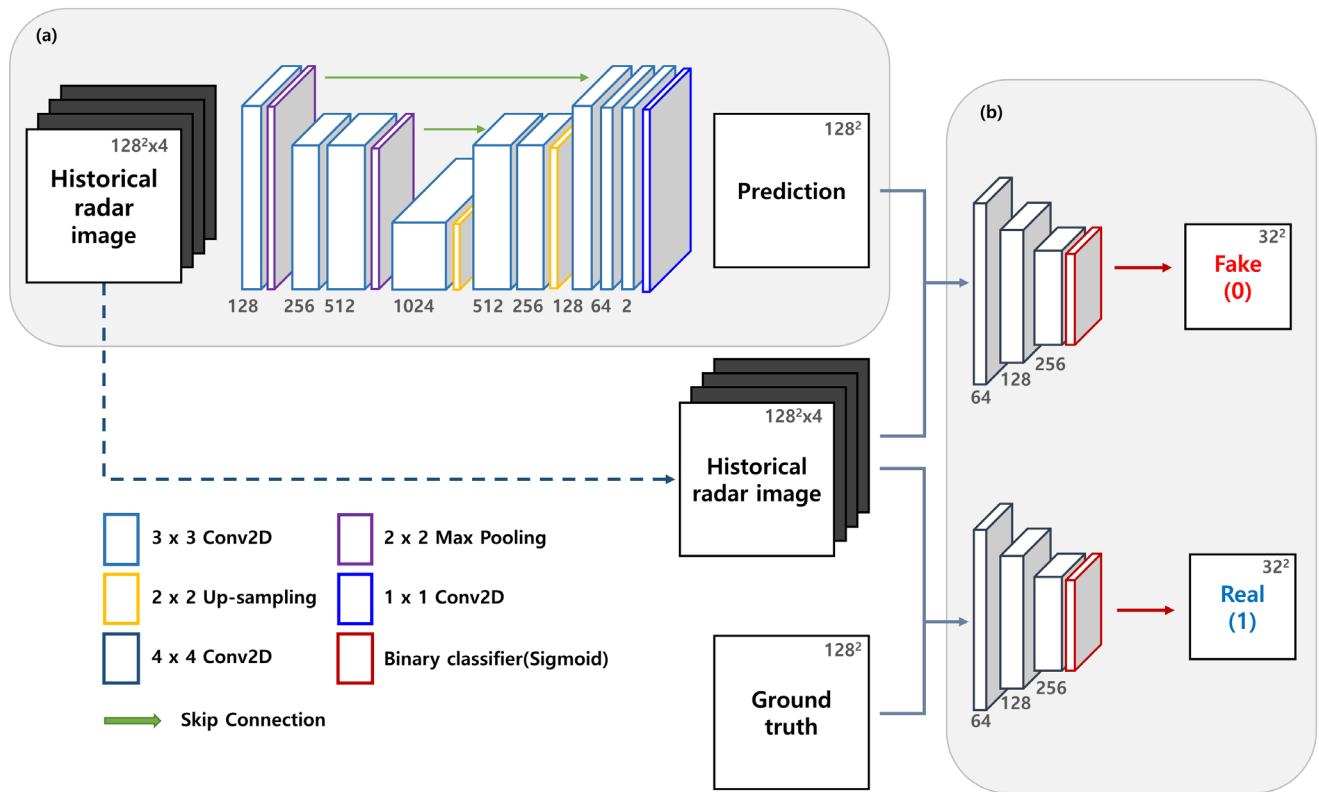 (a)
128²x4
Historical
radar
image
128
256
512
1024
512
256
128
64
2
128²
Prediction
(b)
64
128
256
32²
Fake
(0)
128²x4
Historical
radar image
3 x 3 Conv2D
2 x 2 Max Pooling
2 x 2 Up-sampling
1 x 1 Conv2D
4 x 4 Conv2D
Binary classifier(Sigmoid)
Skip Connection
128²
Ground
truth
64
128
256
32²
Real
(1)